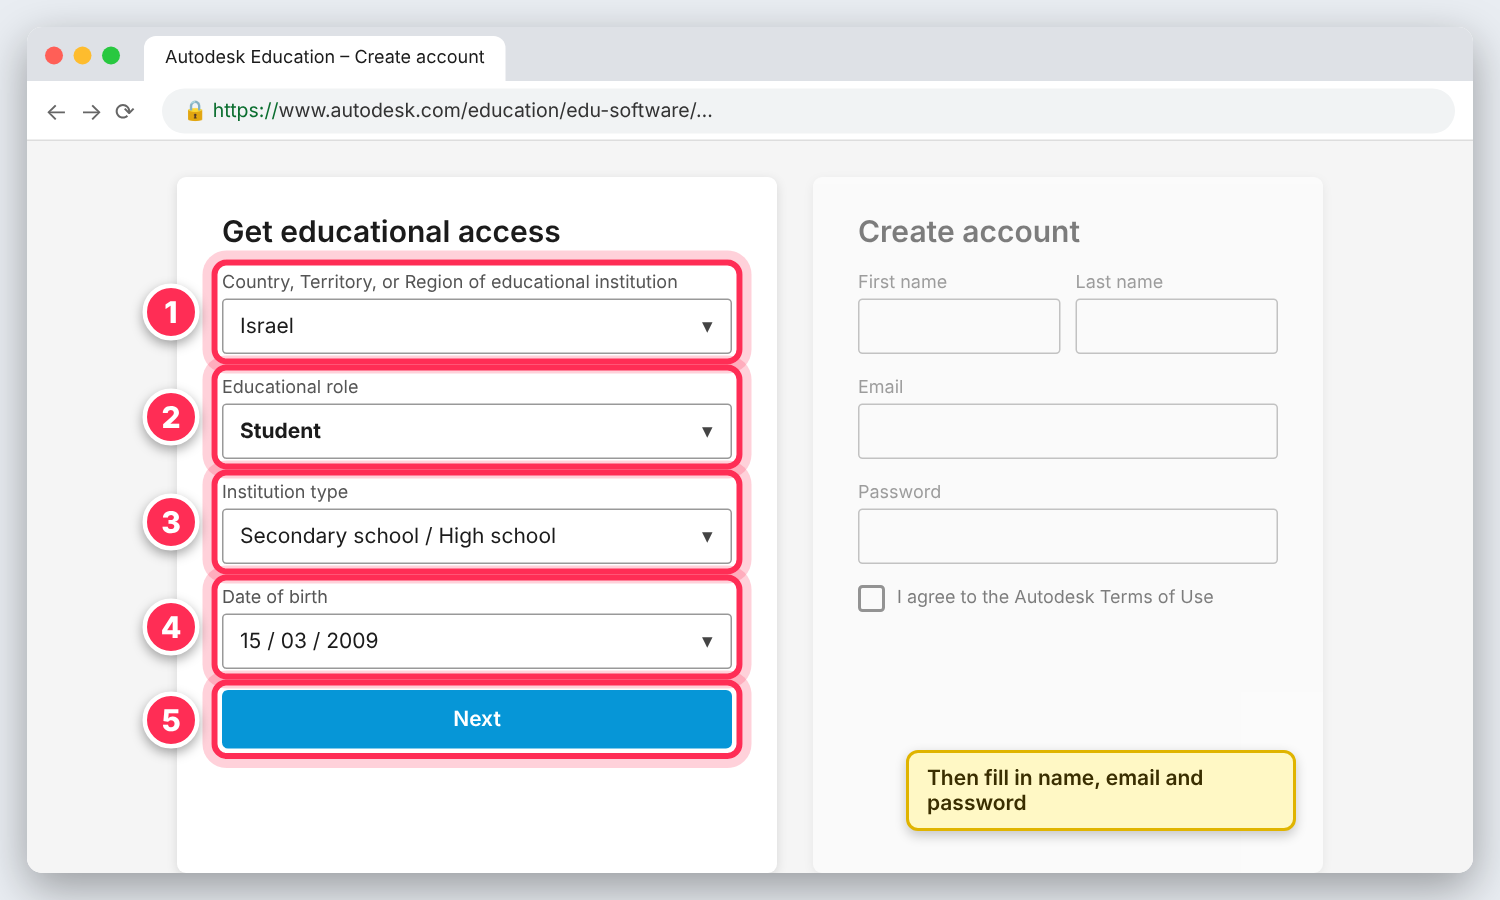 Autodesk Education – Create account
https://www.autodesk.com/education/edu-software/...
Get educational access
1
Country, Territory, or Region of educational institution
Israel
2
Educational role
Student
3
Institution type
Secondary school / High school
4
Date of birth
15 / 03 / 2009
5
Next
Create account
First name
Last name
Email
Password
I agree to the Autodesk Terms of Use
Then fill in name, email and
password